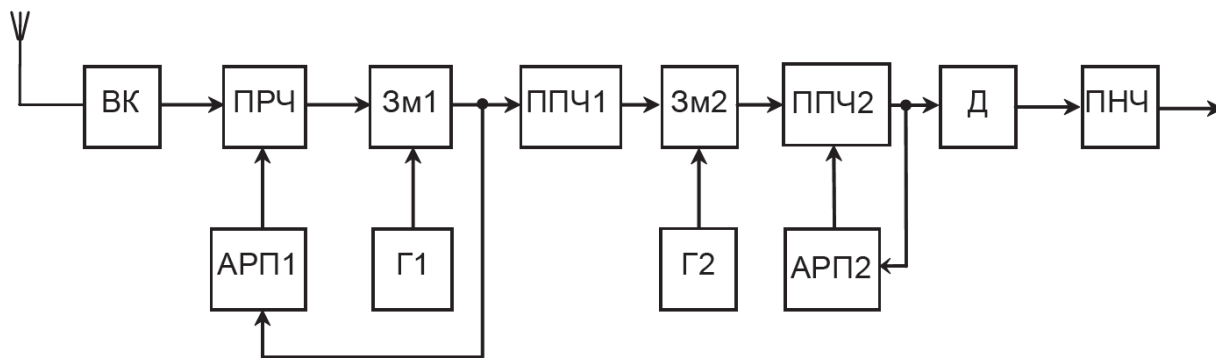 ВК
ПРЧ
Зм1
ППЧ1
Зм2
ППЧ2
Д
ПНЧ
АРП1
Г1
Г2
АРП2